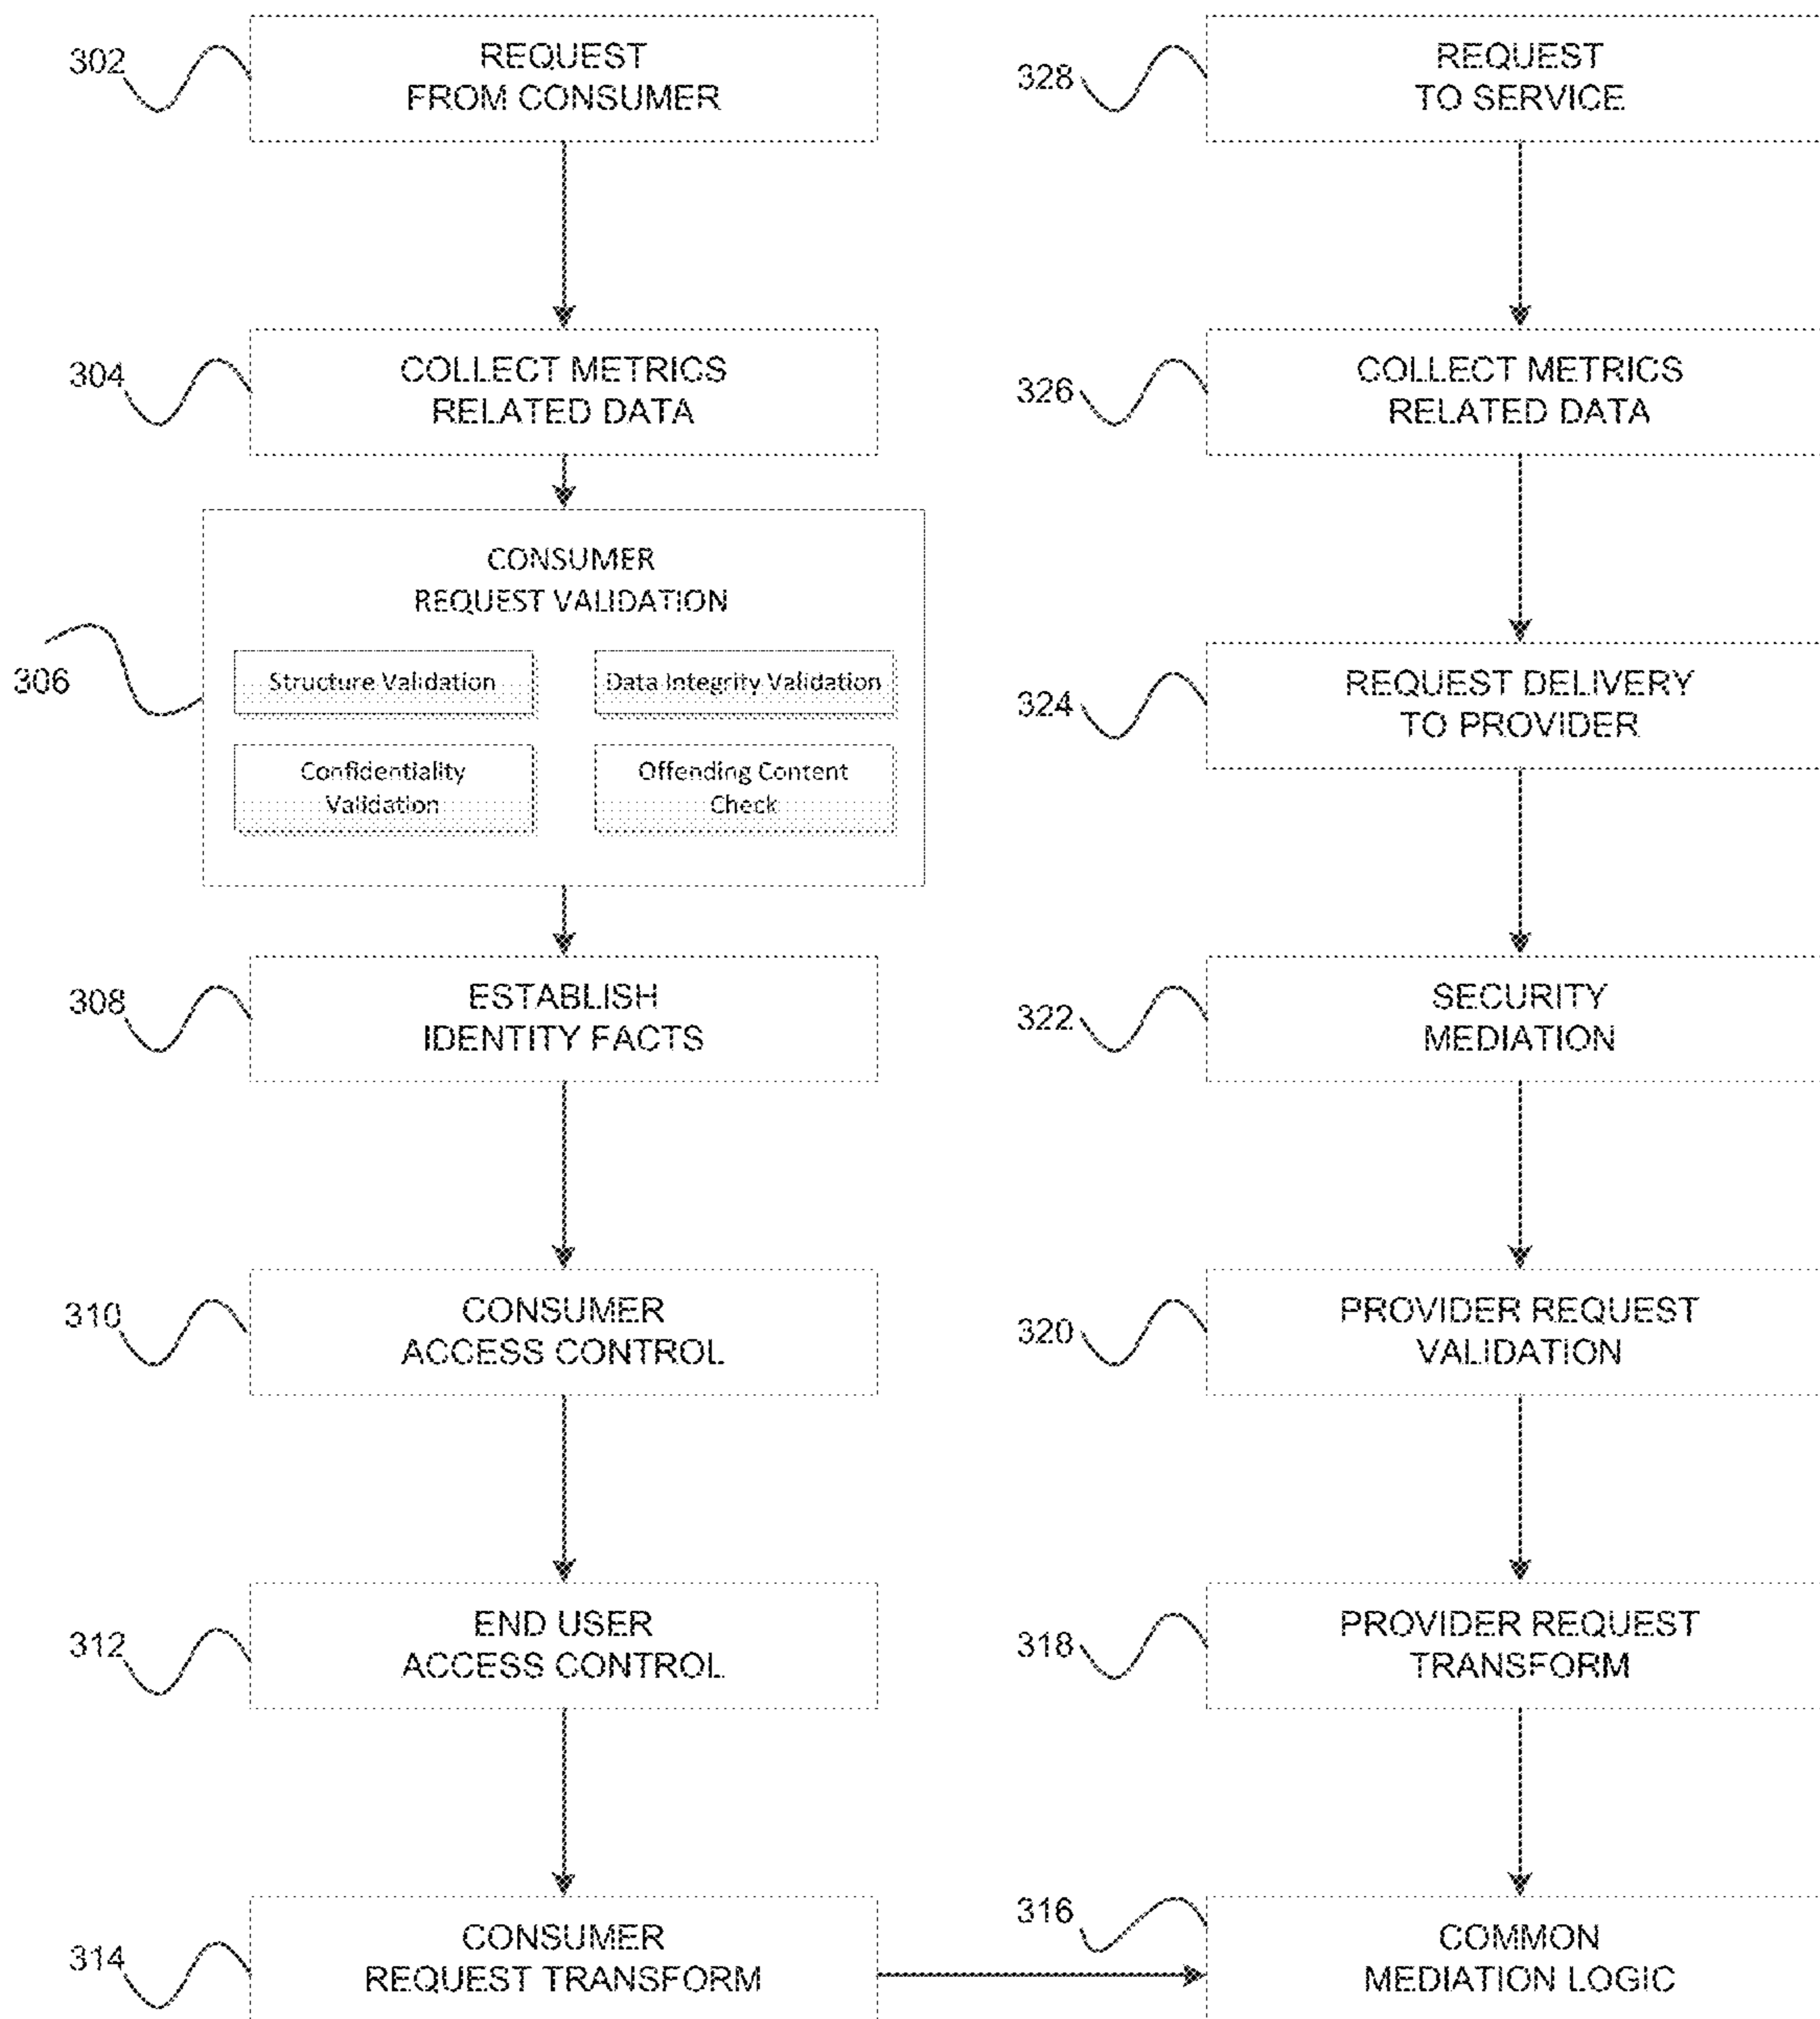 302
REQUEST
FROM CONSUMER
304
COLLECT METRICS
RELATED DATA
CONSUMER
REQUEST VALIDATION
306
Structure Validation
Data Integrity Validation
Confidentiality
Validation
Offending Content
Check
308
ESTABLISH
IDENTITY FACTS
310
CONSUMER
ACCESS CONTROL
312
END USER
ACCESS CONTROL
314
CONSUMER
REQUEST TRANSFORM
328
REQUEST
TO SERVICE
326
COLLECT METRICS
RELATED DATA
324
REQUEST DELIVERY
TO PROVIDER
322
SECURITY
MEDIATION
320
PROVIDER REQUEST
VALIDATION
318
PROVIDER REQUEST
TRANSFORM
316
COMMON
MEDIATION LOGIC